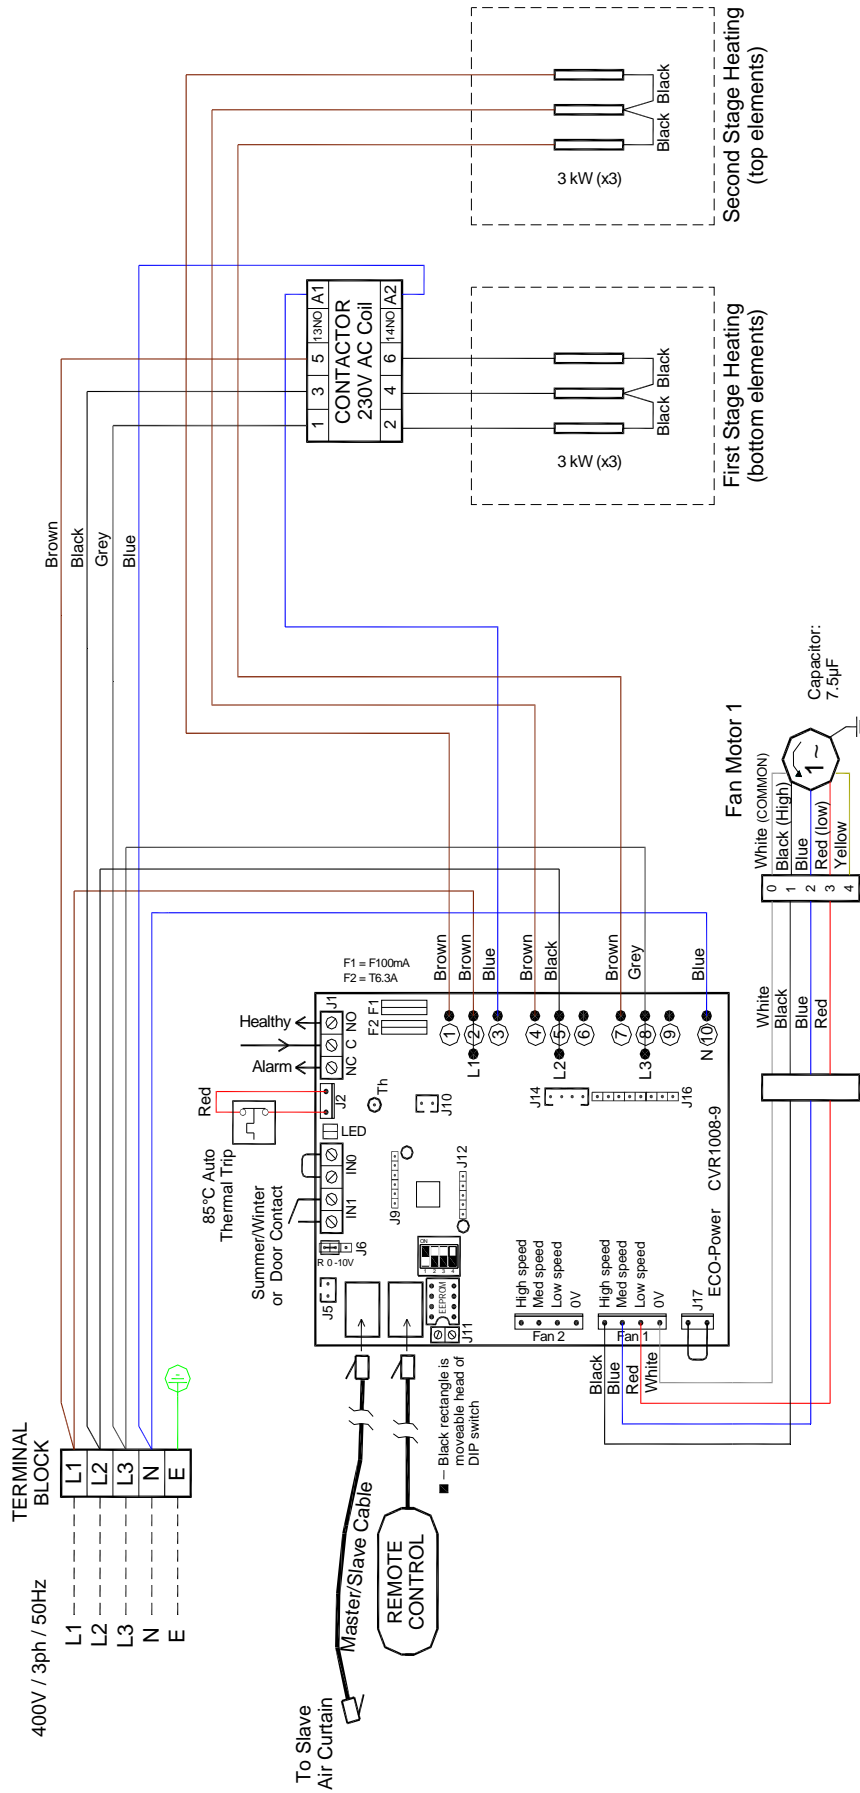 TERMINAL
BLOCK
400V / 3ph / 50Hz
L1
L2
L3
N
E
L1
L2
L3
N
E
Brown
Black
Grey
Blue
To Slave
Air Curtain
Master/Slave Cable
REMOTE
CONTROL
– Black rectangle is
moveable head of
DIP switch
Summer/Winter
or Door Contact
85°C Auto
Thermal Trip
Red
Alarm
Healthy
F1 = F100mA
F2 = T6.3A
J5
R 0 -10V
J6
IN1
IN0
LED
J2
NC C NO
J1
F2
F1
Th
J10
J9
J12
ON
1 2 3 4
EEPROM
J11
J14
J16
High speed
Med speed
Low speed
0V
Fan 2
High speed
Med speed
Low speed
0V
Fan 1
J17
ECO-Power CVR1008-9
L1
L2
L3
1
2
3
4
5
6
7
8
9
N 10
Brown
Brown
Blue
Brown
Black
Brown
Grey
Blue
Black
Blue
Red
White
White
Black
Blue
Red
0
1
2
3
4
White (COMMON)
Black (High)
Blue
Red (low)
Yellow
Fan Motor 1
1~
Capacitor:
7.5µF
1 3 5 13NO A1
CONTACTOR
230V AC Coil
2 4 6 14NO A2
3 kW (x3)
Black
Black
First Stage Heating
(bottom elements)
3 kW (x3)
Black
Black
Second Stage Heating
(top elements)